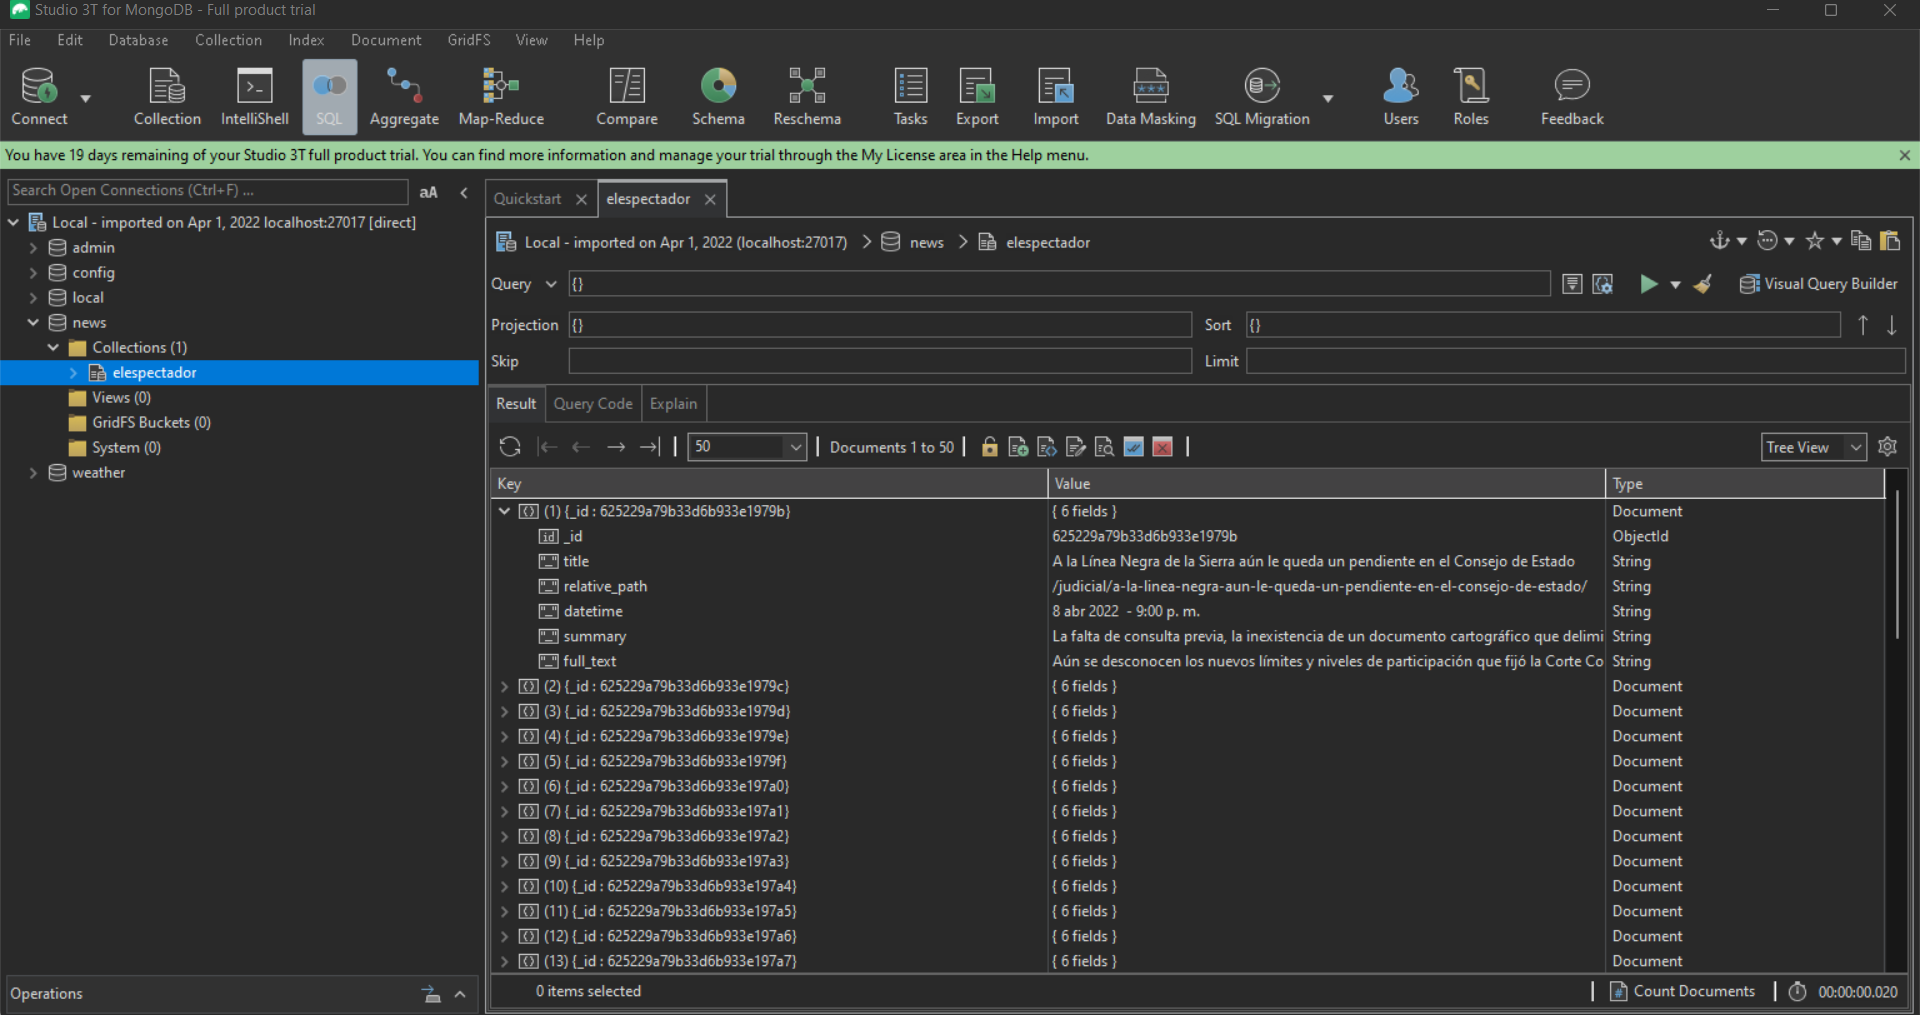 Studio 3T for MongoDB - Full product trial
File Edit Database Collection Index Document GridFS View Help
Connect Collection IntelliShell SQL Aggregate Map-Reduce Compare Schema Reschema Tasks Export Import Data Masking SQL Migration Users Roles Feedback
You have 19 days remaining of your Studio 3T full product trial. You can find more information and manage your trial through the My License area in the Help menu.
Search Open Connections (Ctrl+F) ... aA
Local - imported on Apr 1, 2022 localhost:27017 [direct]
admin
config
local
news
Collections (1)
elespectador
Views (0)
GridFS Buckets (0)
System (0)
weather
Operations
Quickstart elespectador
Local - imported on Apr 1, 2022 (localhost:27017) news elespectador
Query {} Visual Query Builder
Projection {} Sort {}
Skip Limit
Result Query Code Explain
50 Documents 1 to 50 Tree View
Key Value Type
(1) {_id : 625229a79b33d6b933e1979b} { 6 fields } Document
id _id 625229a79b33d6b933e1979b ObjectId
title A la Línea Negra de la Sierra aún le queda un pendiente en el Consejo de Estado String
relative_path /judicial/a-la-linea-negra-aun-le-queda-un-pendiente-en-el-consejo-de-estado/ String
datetime 8 abr 2022 - 9:00 p. m. String
summary La falta de consulta previa, la inexistencia de un documento cartográfico que delimi String
full_text Aún se desconocen los nuevos límites y niveles de participación que fijó la Corte Co String
(2) {_id : 625229a79b33d6b933e1979c} { 6 fields } Document
(3) {_id : 625229a79b33d6b933e1979d} { 6 fields } Document
(4) {_id : 625229a79b33d6b933e1979e} { 6 fields } Document
(5) {_id : 625229a79b33d6b933e1979f} { 6 fields } Document
(6) {_id : 625229a79b33d6b933e197a0} { 6 fields } Document
(7) {_id : 625229a79b33d6b933e197a1} { 6 fields } Document
(8) {_id : 625229a79b33d6b933e197a2} { 6 fields } Document
(9) {_id : 625229a79b33d6b933e197a3} { 6 fields } Document
(10) {_id : 625229a79b33d6b933e197a4} { 6 fields } Document
(11) {_id : 625229a79b33d6b933e197a5} { 6 fields } Document
(12) {_id : 625229a79b33d6b933e197a6} { 6 fields } Document
(13) {_id : 625229a79b33d6b933e197a7} { 6 fields } Document
0 items selected Count Documents 00:00:00.020